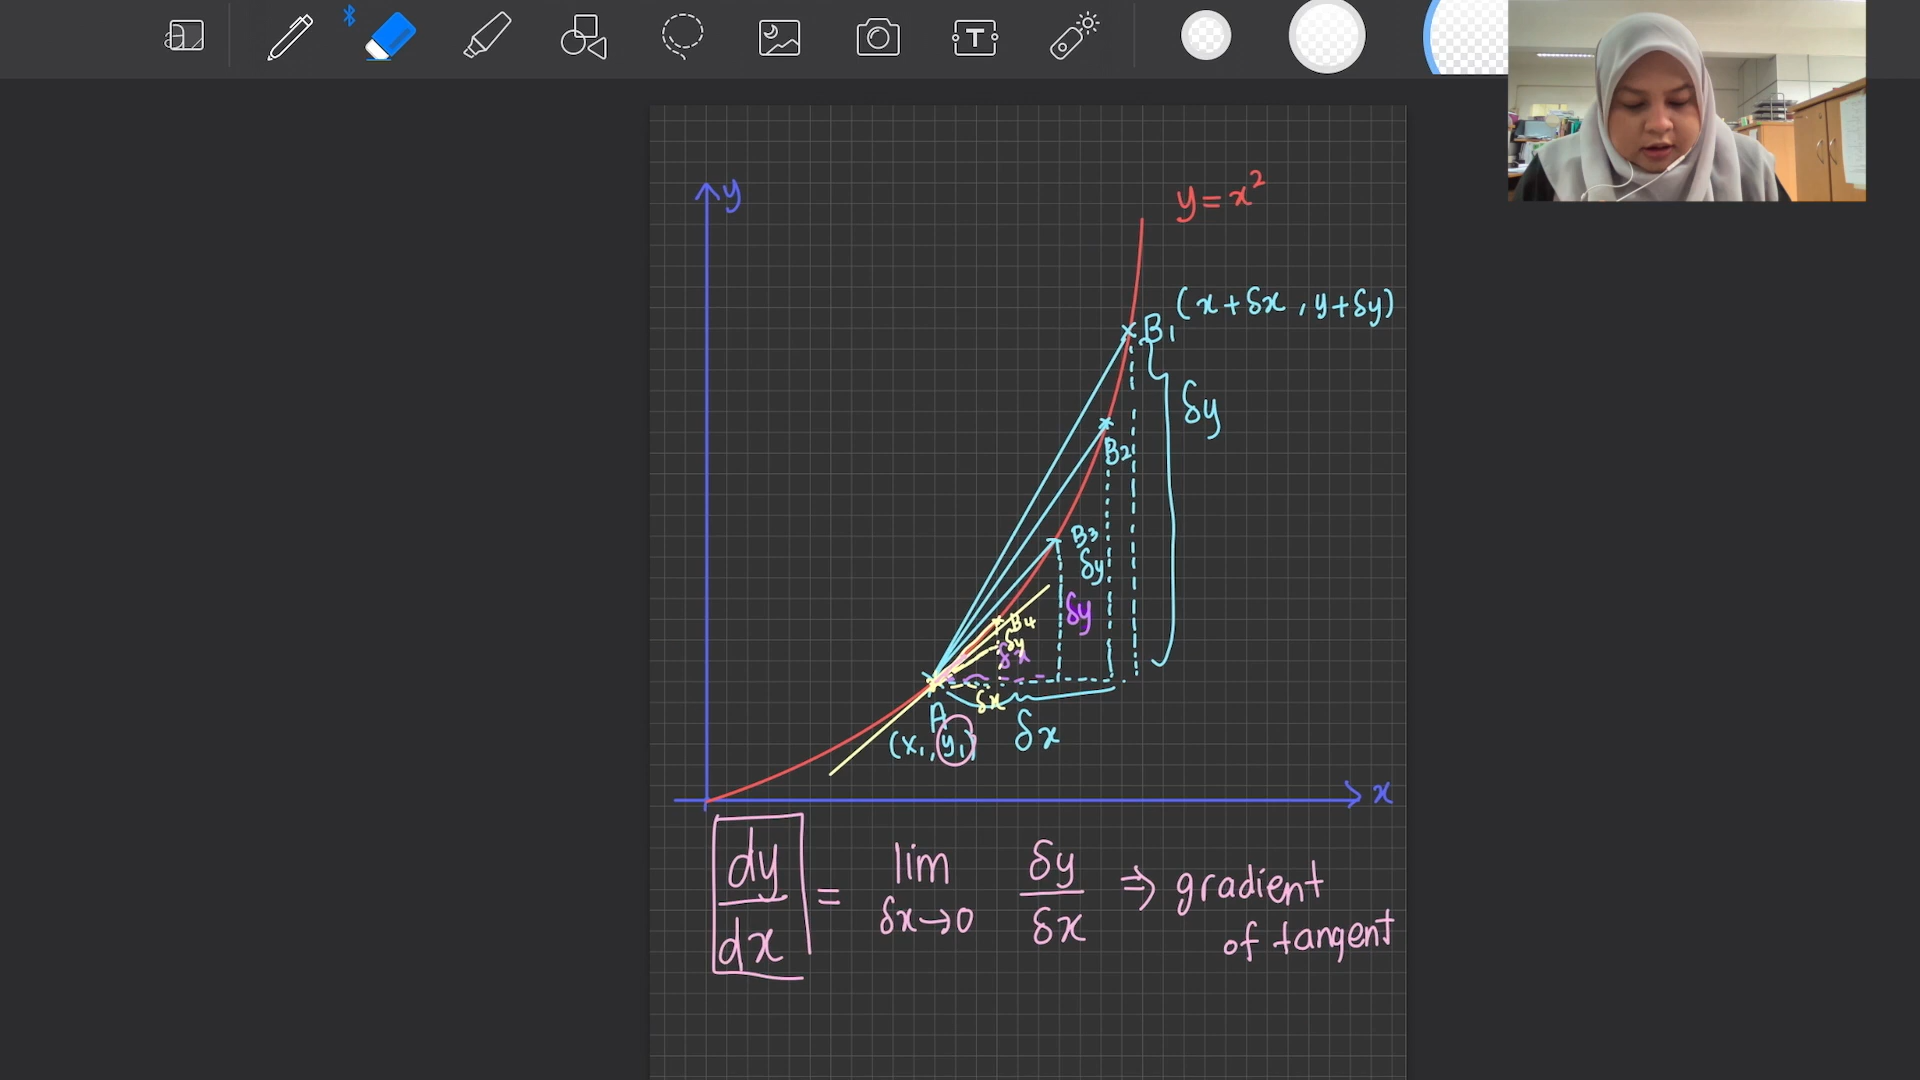 T
y
y = x²
B₁ (x + δx , y + δy)
δy
B₂
B₃
δy
δy
B₄
δy
δx
δx
A
(x₁, y₁)
δx
x
dy/dx = lim δx→0 δy/δx ⇒ gradient
of tangent